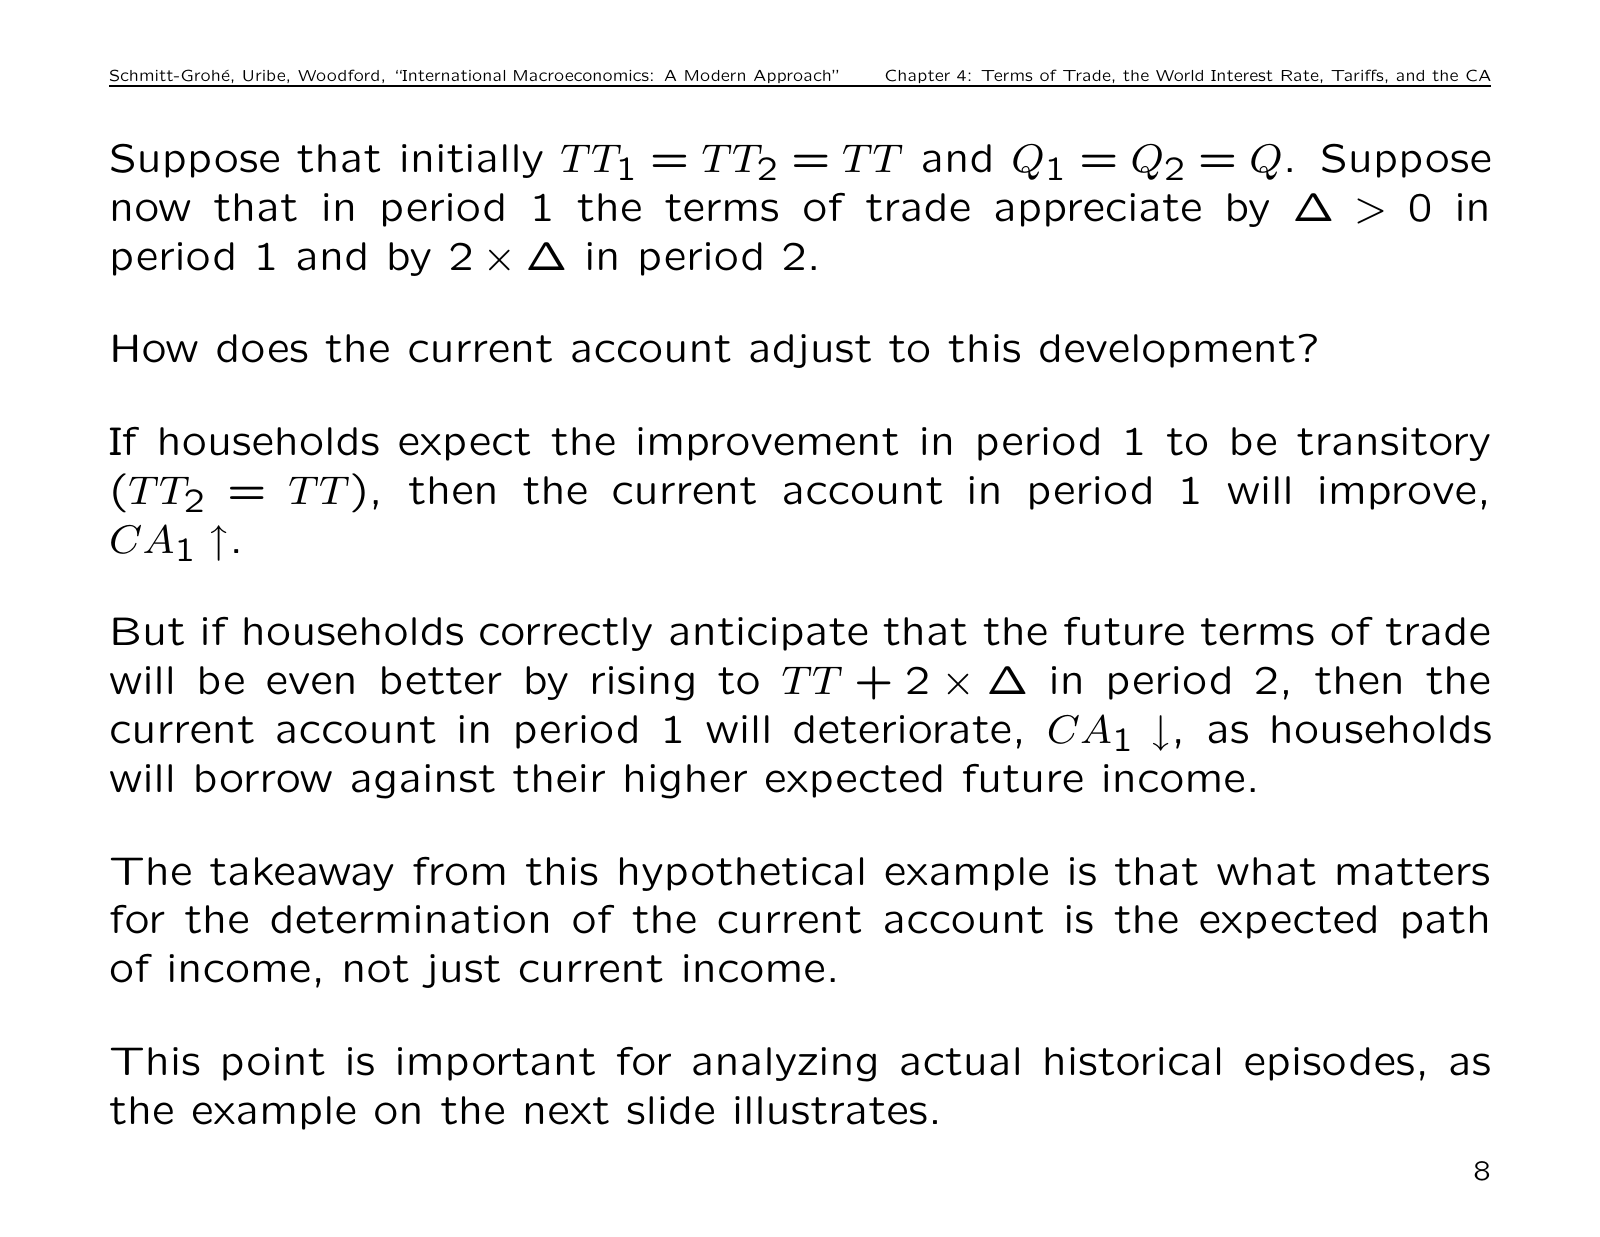 Schmitt-Grohé, Uribe, Woodford, “International Macroeconomics: A Modern Approach” Chapter 4: Terms of Trade, the World Interest Rate, Tariffs, and the CA
Suppose that initially TT₁ = TT₂ = TT and Q₁ = Q₂ = Q. Suppose
now that in period 1 the terms of trade appreciate by Δ > 0 in
period 1 and by 2 × Δ in period 2.
How does the current account adjust to this development?
If households expect the improvement in period 1 to be transitory
(TT₂ = TT), then the current account in period 1 will improve,
CA₁ ↑.
But if households correctly anticipate that the future terms of trade
will be even better by rising to TT + 2 × Δ in period 2, then the
current account in period 1 will deteriorate, CA₁ ↓, as households
will borrow against their higher expected future income.
The takeaway from this hypothetical example is that what matters
for the determination of the current account is the expected path
of income, not just current income.
This point is important for analyzing actual historical episodes, as
the example on the next slide illustrates.
8